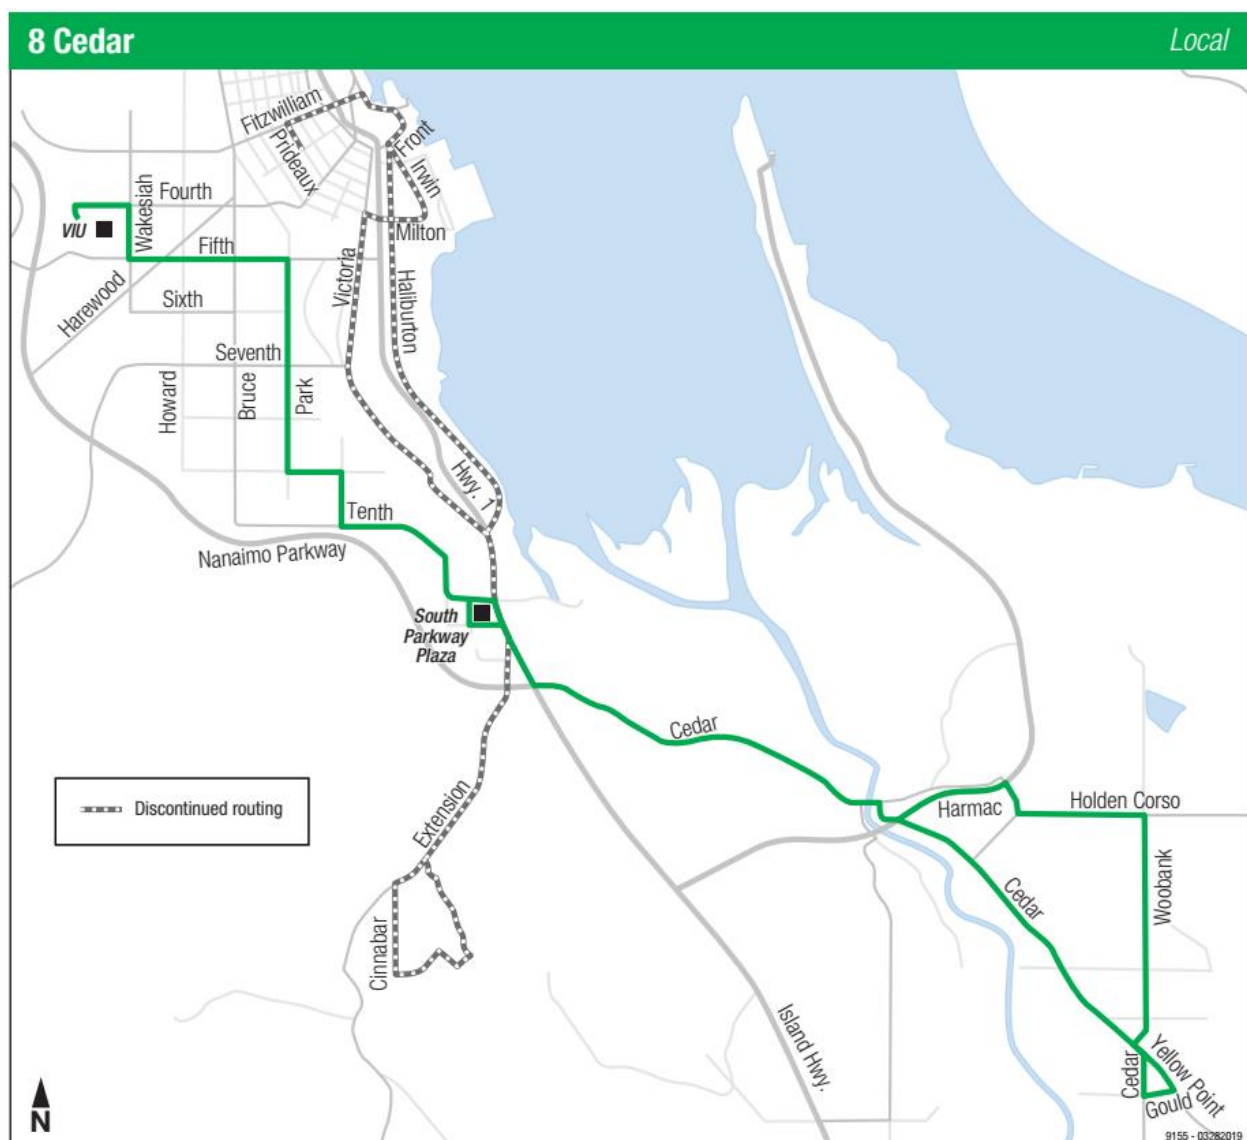 8 Cedar
Local
Fitzwilliam
Prideaux
Front
Irwin
Fourth
Wakesiah
VIU
Milton
Fifth
Victoria
Haliburton
Harewood
Sixth
Seventh
Howard
Bruce
Park
Hwy. 1
Tenth
Nanaimo Parkway
South
Parkway
Plaza
Cedar
Discontinued routing
Extension
Harmac
Holden Corso
Woobank
Cedar
Cinnabar
Island Hwy.
Cedar
Yellow Point
Gould
N
9155 - 03282019